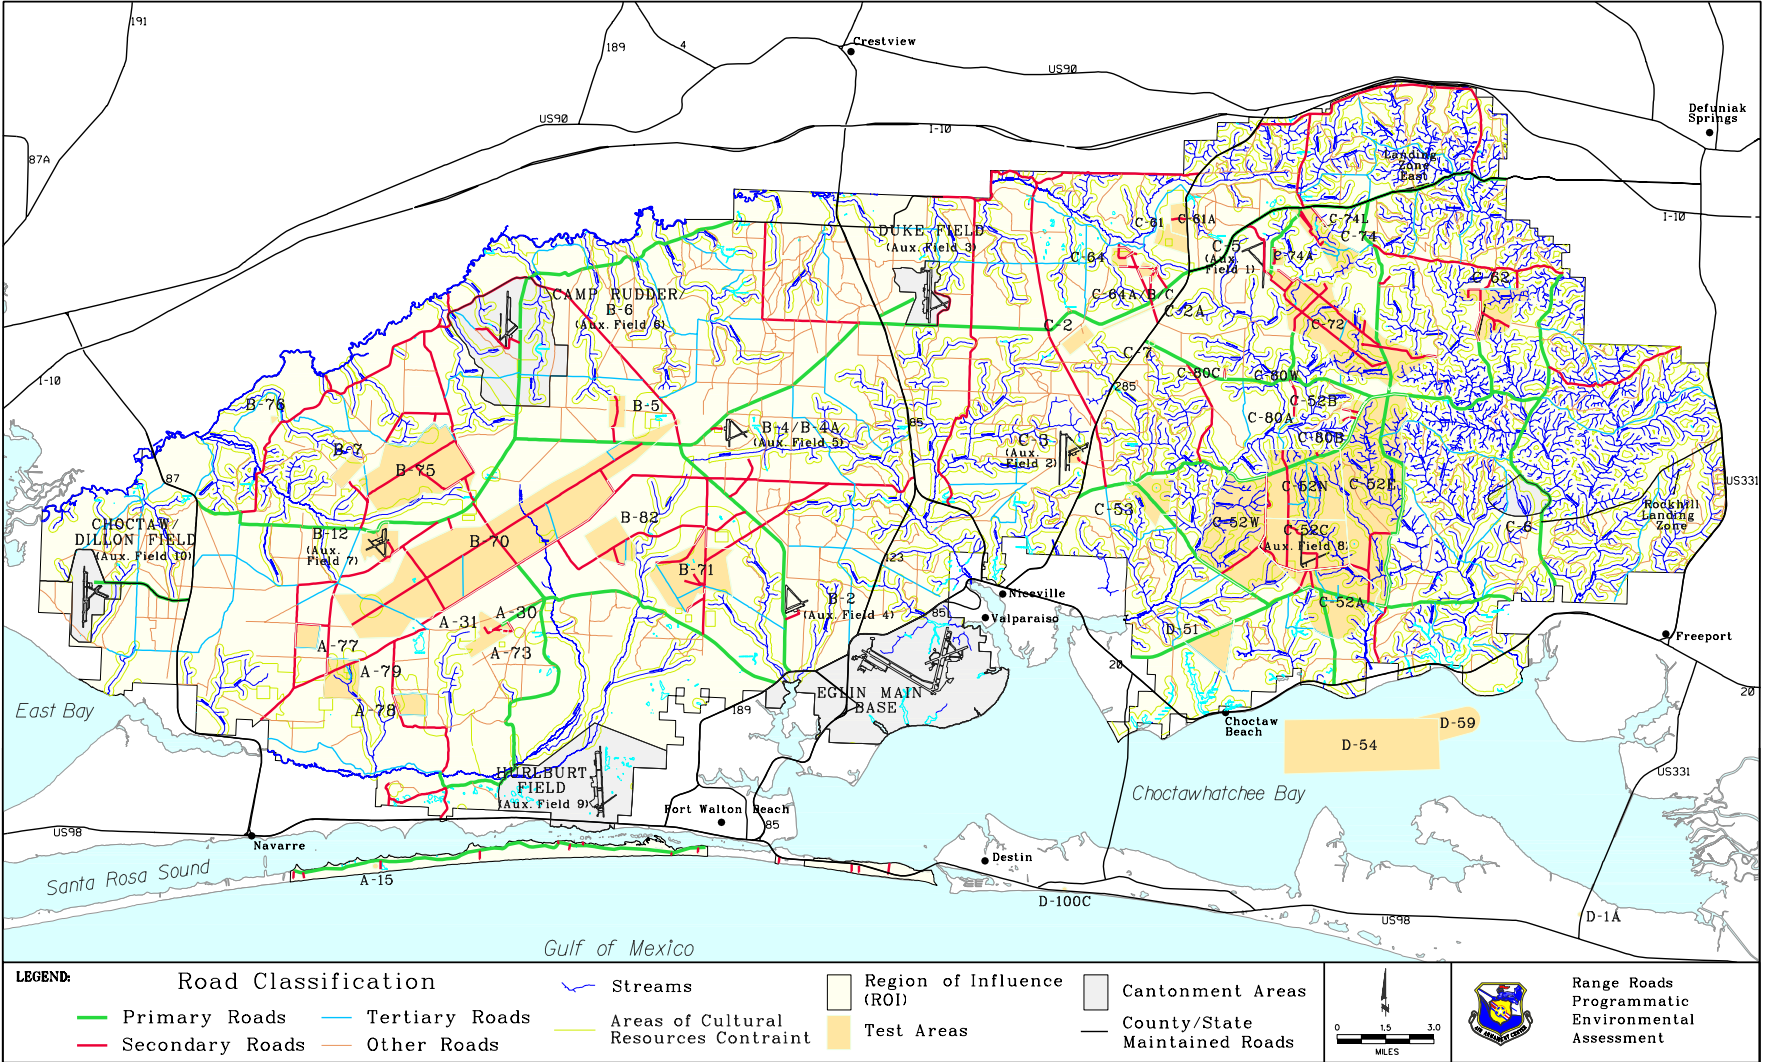 191
189
4
Crestview
US90
US90
I-10
Defuniak
Springs
87A
Landing
Zone
East
I-10
C-61
C-61A
C-74L
C-74
DUKE FIELD
(Aux. Field 3)
C-5
(Aux.
Field 1)
C-64
C-74A
C-62
C-64A/B/C
CAMP RUDDER/
B-6
(Aux. Field 6)
C-2A
C-2
C-72
C-7
I-10
C-80C
C-80W
285
B-76
B-5
C-52B
C-80A
85
B-4/B-4A
(Aux. Field 5)
C-3
(Aux.
Field 2)
C-80B
B-7
B-75
87
C-52N
C-52E
US331
C-53
Rockhill
Landing
Zone
B-82
CHOCTAW/
DILLON FIELD
(Aux. Field 10)
B-12
(Aux.
Field 7)
B-70
C-52W
C-52C
(Aux. Field 8)
C-6
123
B-71
Niceville
B-2
(Aux. Field 4)
85
Valparaiso
C-52A
A-30
A-31
D-51
Freeport
A-77
A-73
A-79
20
EGLIN MAIN
BASE
20
East Bay
A-78
189
Choctaw
Beach
D-59
D-54
HURLBURT
FIELD
(Aux. Field 9)
US331
Choctawhatchee Bay
Fort Walton Beach
85
US98
Navarre
Destin
Santa Rosa Sound
A-15
D-100C
US98
D-1A
Gulf of Mexico
LEGEND:
Road Classification
Primary Roads
Secondary Roads
Tertiary Roads
Other Roads
Streams
Areas of Cultural
Resources Contraint
Region of Influence
(ROI)
Test Areas
Cantonment Areas
County/State
Maintained Roads
0 1.5 3.0
MILES
AIR ARMAMENT CENTER
Range Roads
Programmatic
Environmental
Assessment